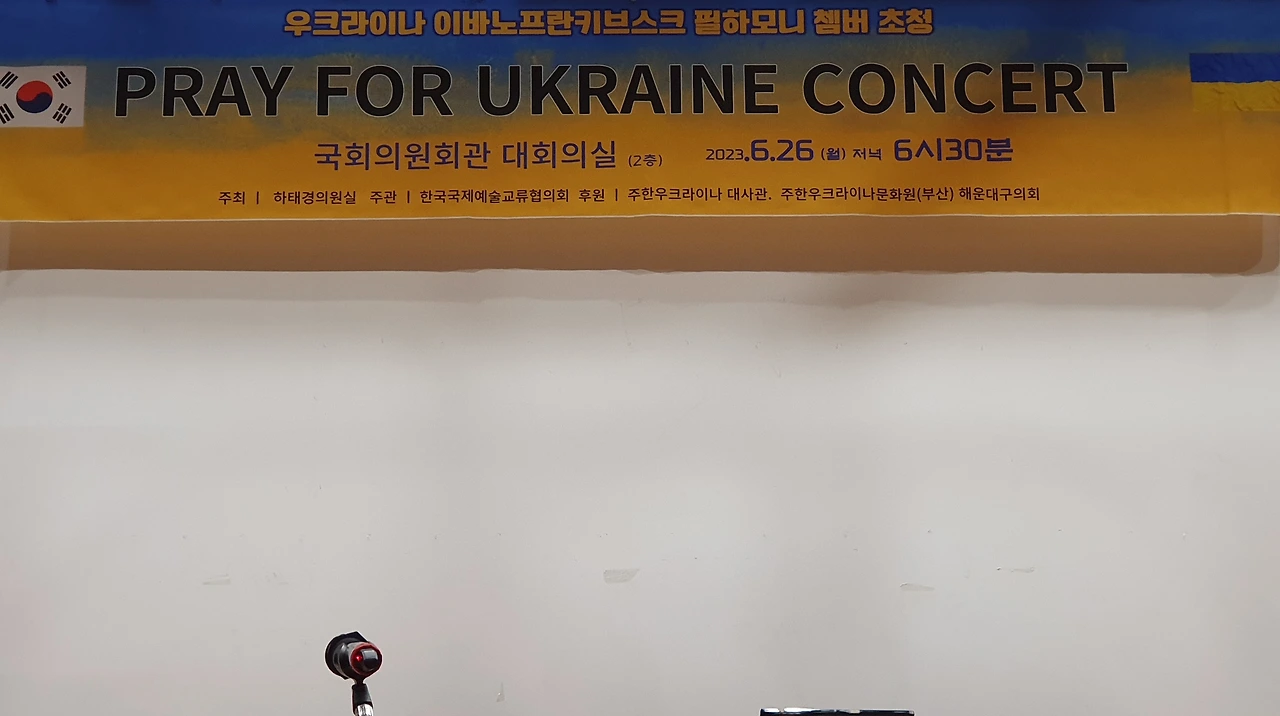 우크라이나 이바노프란키브스크 필하모니 쳄버 초청
PRAY FOR UKRAINE CONCERT
국회의원회관 대회의실 (2층) 2023.6.26 (월) 저녁 6시30분
주최 | 하태경의원실 주관 | 한국국제예술교류협의회 후원 | 주한우크라이나 대사관. 주한우크라이나문화원(부산) 해운대구의회